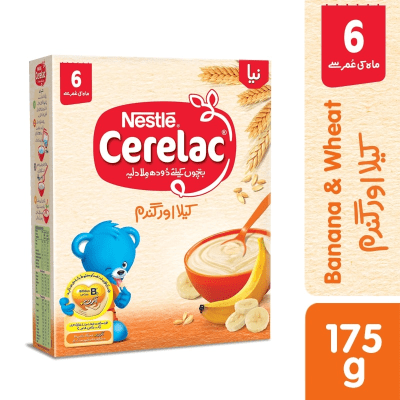 6
ماہ کی عمر سے
نیا
Nestlé
Cerelac
بچوں کیلئے دودھ ملا دلیہ
کیلا اور گندم
6
ماہ کی عمر سے
Banana & Wheat
کیلا اور گندم
175
g